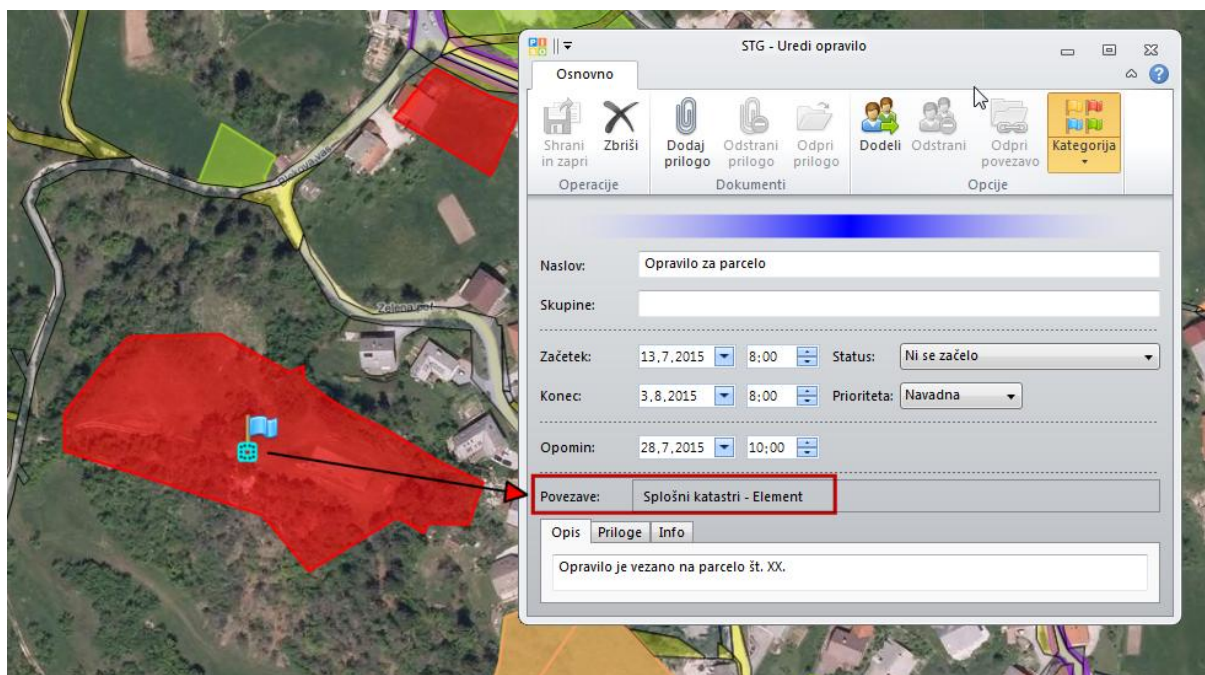 STG - Uredi opravilo
Osnovno
Shrani in zapri
Zbriši
Dodaj prilogo
Odstrani prilogo
Odpri prilogo
Dodeli
Odstrani
Odpri povezavo
Kategorija
Operacije
Dokumenti
Opcije
Naslov: Opravilo za parcelo
Skupine:
Začetek: 13.7.2015 8:00 Status: Ni se začelo
Konec: 3.8.2015 8:00 Prioriteta: Navadna
Opomin: 28.7.2015 10:00
Povezave: Splošni katastri - Element
Opis Priloge Info
Opravilo je vezano na parcelo št. XX.
Zelena pot